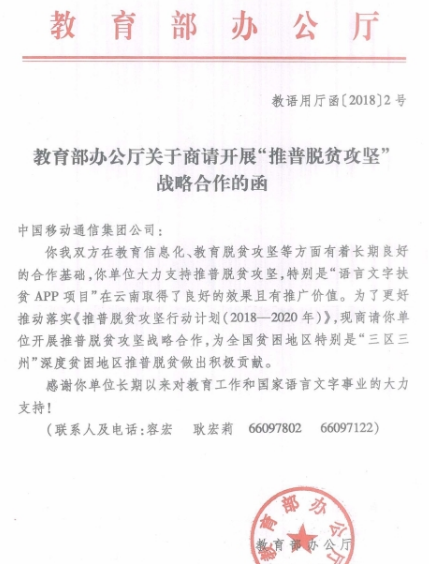 教育部办公厅
教语用厅函〔2018〕2号
教育部办公厅关于商请开展“推普脱贫攻坚”
战略合作的函
中国移动通信集团公司：
你我双方在教育信息化、教育脱贫攻坚等方面有着长期良好
的合作基础,你单位大力支持推普脱贫攻坚,特别是“语言文字扶
贫APP项目”在云南取得了良好的效果且有推广价值。为了更好
推动落实《推普脱贫攻坚行动计划(2018—2020年)》,现商请你单
位开展推普脱贫攻坚战略合作,为全国贫困地区特别是“三区三
州”深度贫困地区推普脱贫做出积极贡献。
感谢你单位长期以来对教育工作和国家语言文字事业的大力
支持!
(联系人及电话:容宏 耿宏莉 66097802 66097122)
教育部办公厅
教育部办公厅